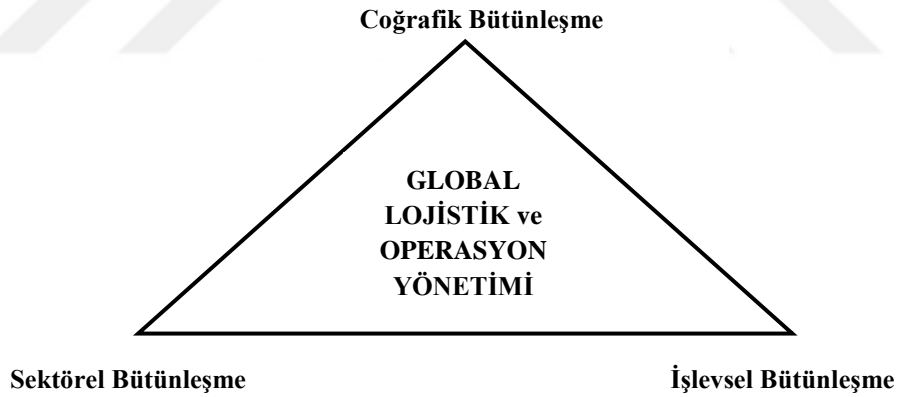 Coğrafik Bütünleşme
GLOBAL
LOJİSTİK ve
OPERASYON
YÖNETİMİ
Sektörel Bütünleşme
İşlevsel Bütünleşme